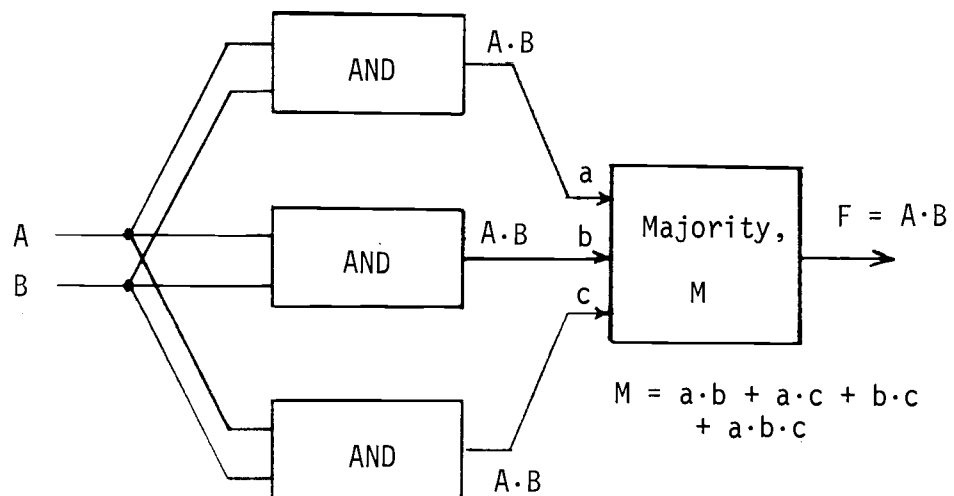 A·B
AND
a
A
A·B
b
Majority,
M
F = A·B
B
AND
c
M = a·b + a·c + b·c
+ a·b·c
AND
A·B